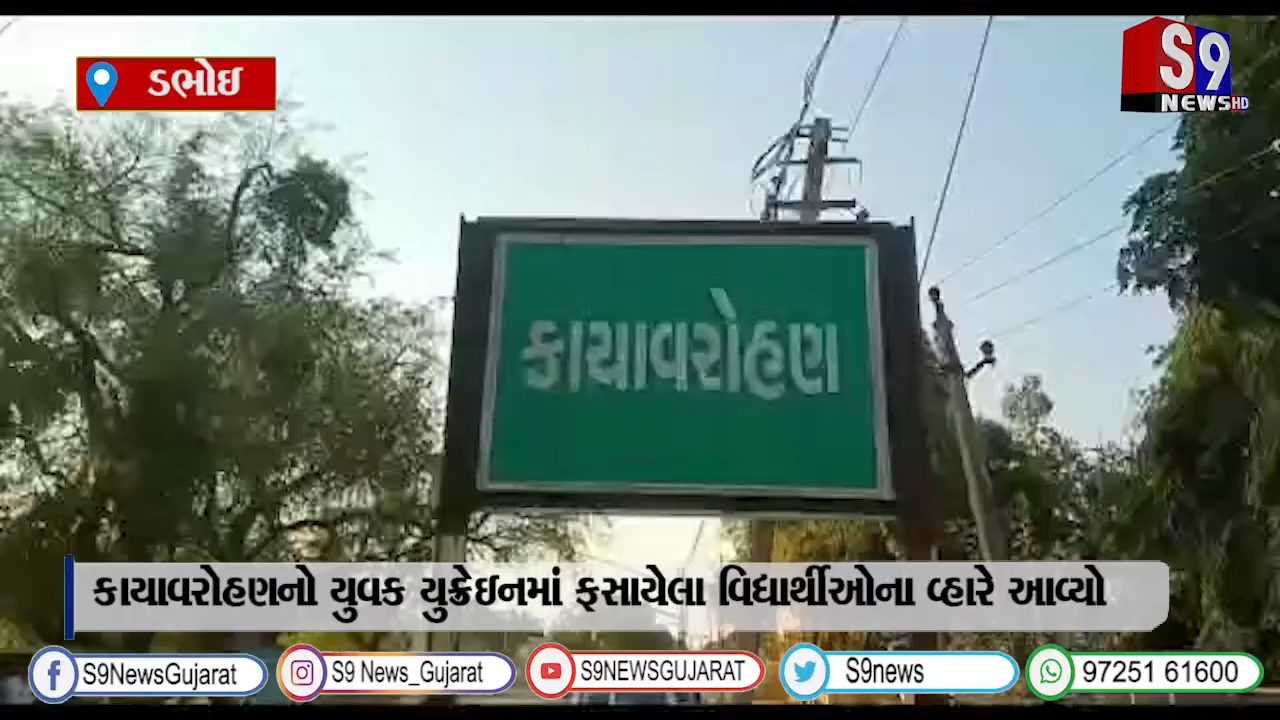 ડભોઇ
S9
NEWS HD
કાયાવરોહણ
કાયાવરોહણનો યુવક યુક્રેઇનમાં ફસાયેલા વિદ્યાર્થીઓના વ્હારે આવ્યો
S9NewsGujarat
S9 News_Gujarat
S9NEWSGUJARAT
S9news
97251 61600